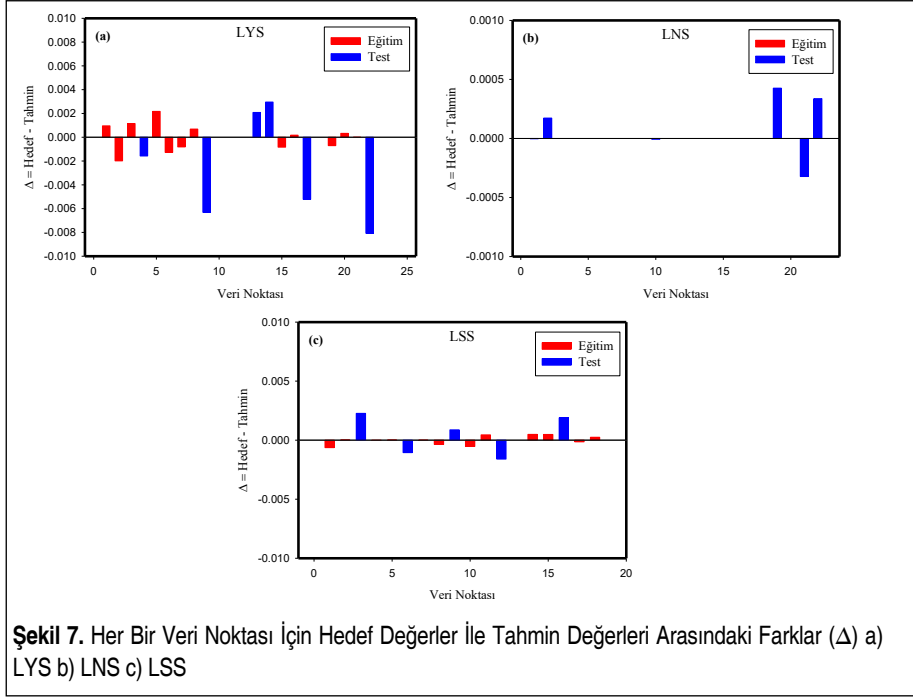 (a)
LYS
Eğitim
Test
0.010
0.008
0.006
0.004
0.002
0.000
-0.002
-0.004
-0.006
-0.008
-0.010
Δ = Hedef - Tahmin
0 5 10 15 20 25
Veri Noktası
(b)
LNS
Eğitim
Test
0.0010
0.0005
0.0000
-0.0005
-0.0010
Δ = Hedef - Tahmin
0 5 10 15 20
Veri Noktası
(c)
LSS
Eğitim
Test
0.010
0.005
0.000
-0.005
-0.010
Δ = Hedef - Tahmin
0 5 10 15 20
Veri Noktası
Şekil 7. Her Bir Veri Noktası İçin Hedef Değerler İle Tahmin Değerleri Arasındaki Farklar (Δ) a)
LYS b) LNS c) LSS